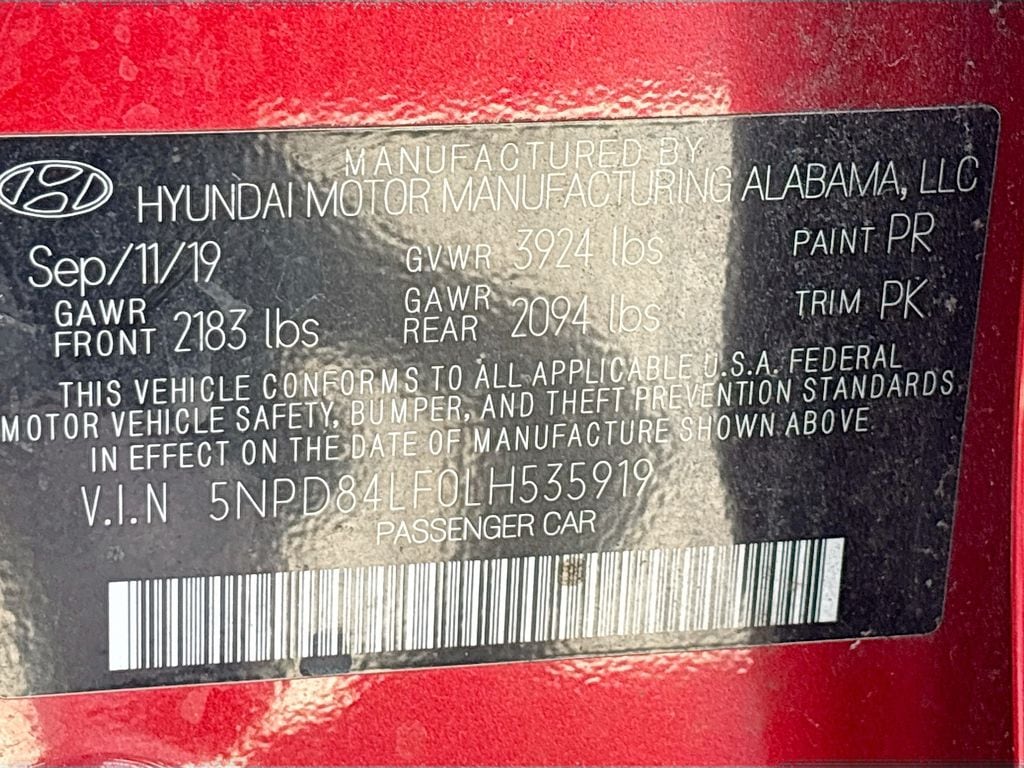 MANUFACTURED BY
HYUNDAI MOTOR MANUFACTURING ALABAMA, LLC
Sep/11/19 GVWR 3924 lbs PAINT PR
GAWR FRONT 2183 lbs GAWR REAR 2094 lbs TRIM PK
THIS VEHICLE CONFORMS TO ALL APPLICABLE U.S.A. FEDERAL
MOTOR VEHICLE SAFETY, BUMPER, AND THEFT PREVENTION STANDARDS
IN EFFECT ON THE DATE OF MANUFACTURE SHOWN ABOVE.
V.I.N 5NPD84LF0LH535919
PASSENGER CAR